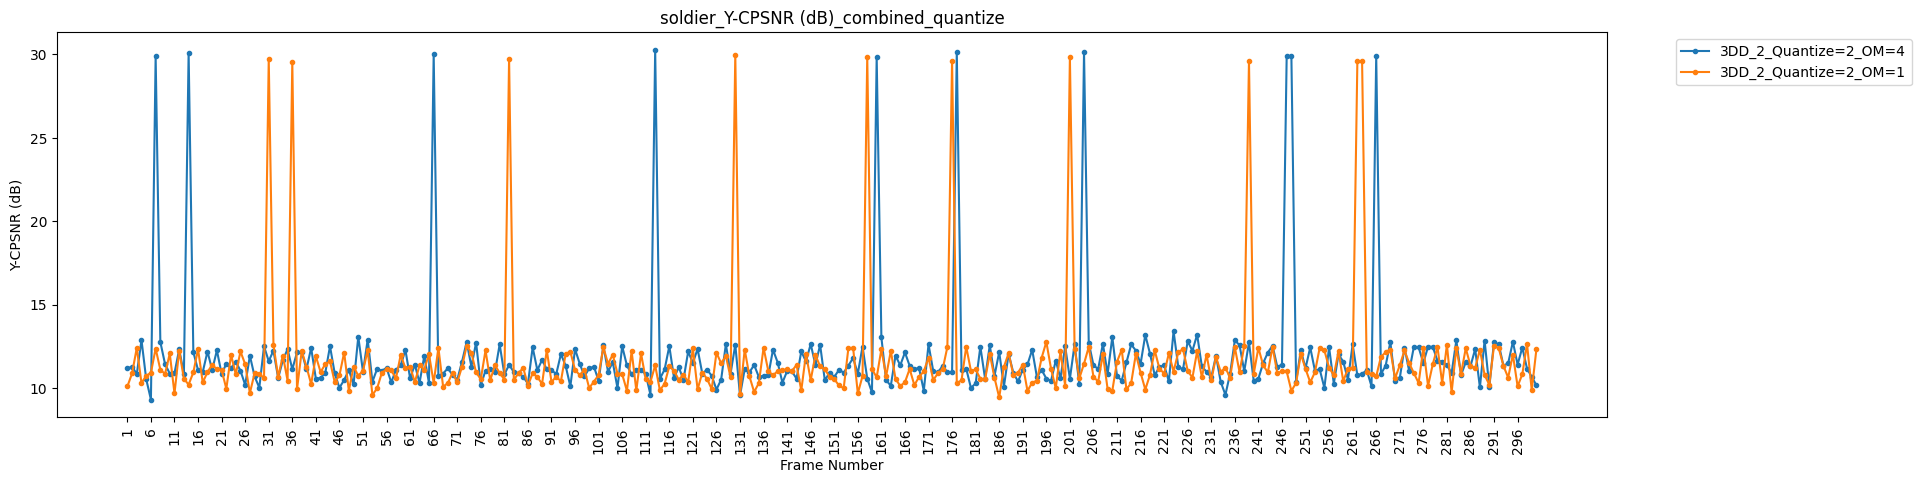 soldier_Y-CPSNR (dB)_combined_quantize
3DD_2_Quantize=2_OM=4
3DD_2_Quantize=2_OM=1
Y-CPSNR (dB)
30
25
20
15
10
1 6 11 16 21 26 31 36 41 46 51 56 61 66 71 76 81 86 91 96 101 106 111 116 121 126 131 136 141 146 151 156 161 166 171 176 181 186 191 196 201 206 211 216 221 226 231 236 241 246 251 256 261 266 271 276 281 286 291 296
Frame Number